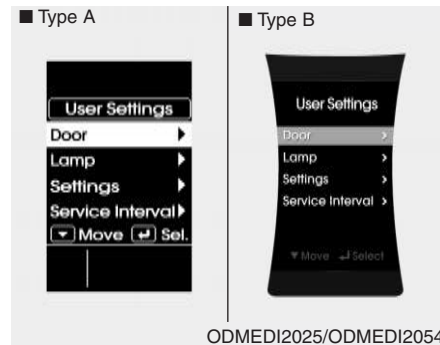 ■ Type A
User Settings
Door
Lamp
Settings
Service Interval
Move Sel.
■ Type B
User Settings
Door
Lamp
Settings
Service Interval
Move Select
ODMEDI2025/ODMEDI2054